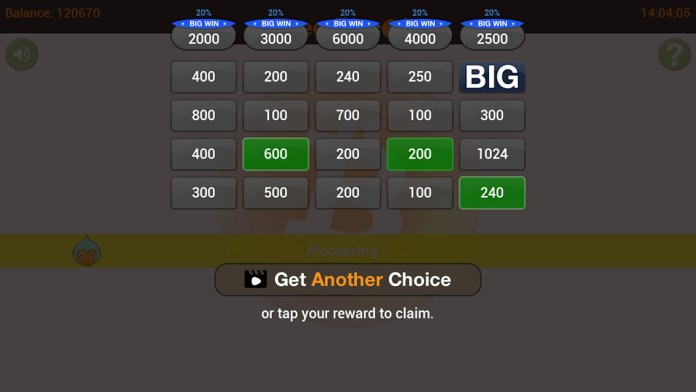 Balance: 120670
14:04:05
20% 20% 20% 20% 20%
BIG WIN BIG WIN BIG WIN BIG WIN BIG WIN
2000 3000 6000 4000 2500
400 200 240 250 BIG
800 100 700 100 300
400 600 200 200 1024
300 500 200 100 240
Processing
Get Another Choice
or tap your reward to claim.